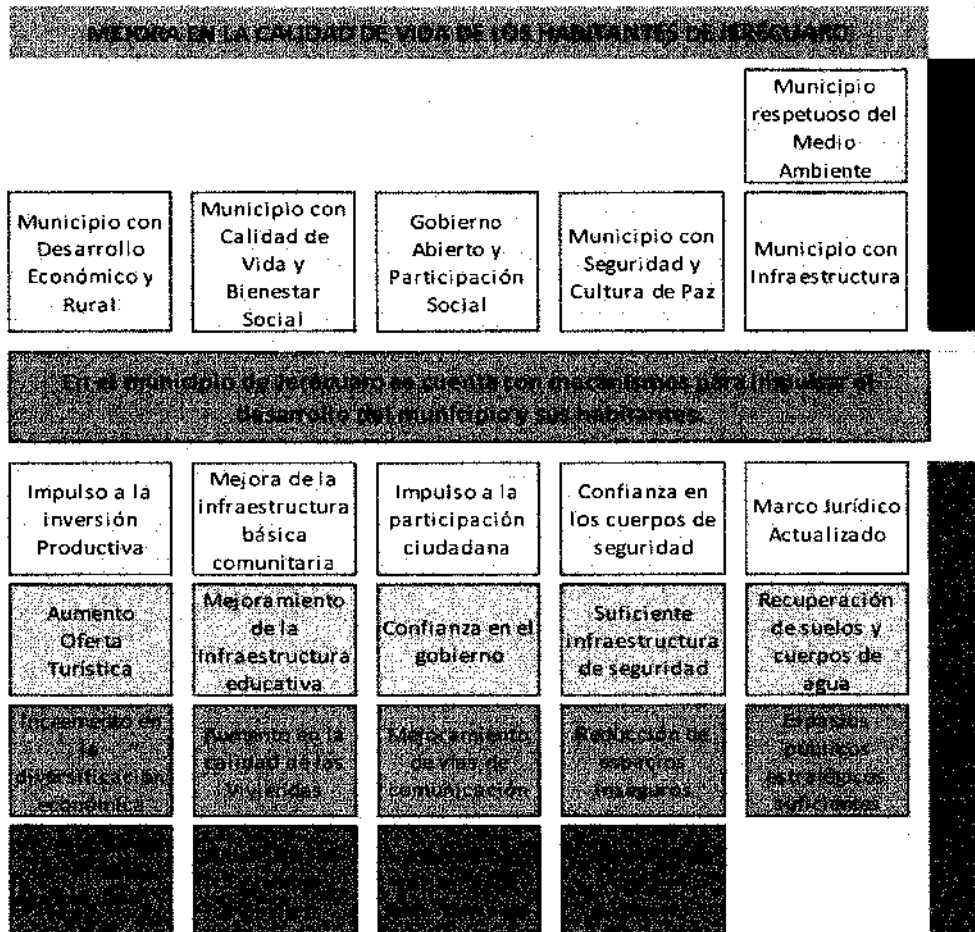 MEJORA EN LA CALIDAD DE VIDA DE LOS HABITANTES DE JERÉCUARO
Municipio
respetuoso del
Medio
Ambiente
Municipio con
Desarrollo
Económico y
Rural
Municipio con
Calidad de
Vida y
Bienestar
Social
Gobierno
Abierto y
Participación
Social
Municipio con
Seguridad y
Cultura de Paz
Municipio con
Infraestructura
En el municipio de Jerécuaro se cuenta con mecanismos para impulsar el
desarrollo del municipio y sus habitantes.
Impulso a la
inversión
Productiva
Mejora de la
infraestructura
básica
comunitaria
Impulso a la
participación
ciudadana
Confianza en
los cuerpos de
seguridad
Marco Jurídico
Actualizado
Aumento
Oferta
Turística
Mejoramiento
de la
infraestructura
educativa
Confianza en el
gobierno
Suficiente
infraestructura
de seguridad
Recuperación
de suelos y
cuerpos de
agua
Incremento en
la
diversificación
económica
Aumento en la
calidad de las
Viviendas
Mejoramiento
de vías de
comunicación
Reducción de
espacios
inseguros
Espacios
públicos
estratégicos
suficientes